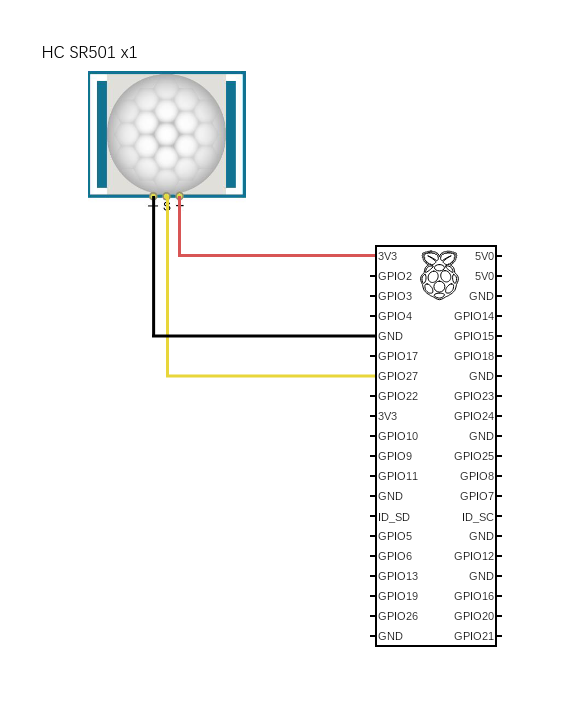 HC SR501 x1
- S +
3V3 5V0
GPIO2 5V0
GPIO3 GND
GPIO4 GPIO14
GND GPIO15
GPIO17 GPIO18
GPIO27 GND
GPIO22 GPIO23
3V3 GPIO24
GPIO10 GND
GPIO9 GPIO25
GPIO11 GPIO8
GND GPIO7
ID_SD ID_SC
GPIO5 GND
GPIO6 GPIO12
GPIO13 GND
GPIO19 GPIO16
GPIO26 GPIO20
GND GPIO21